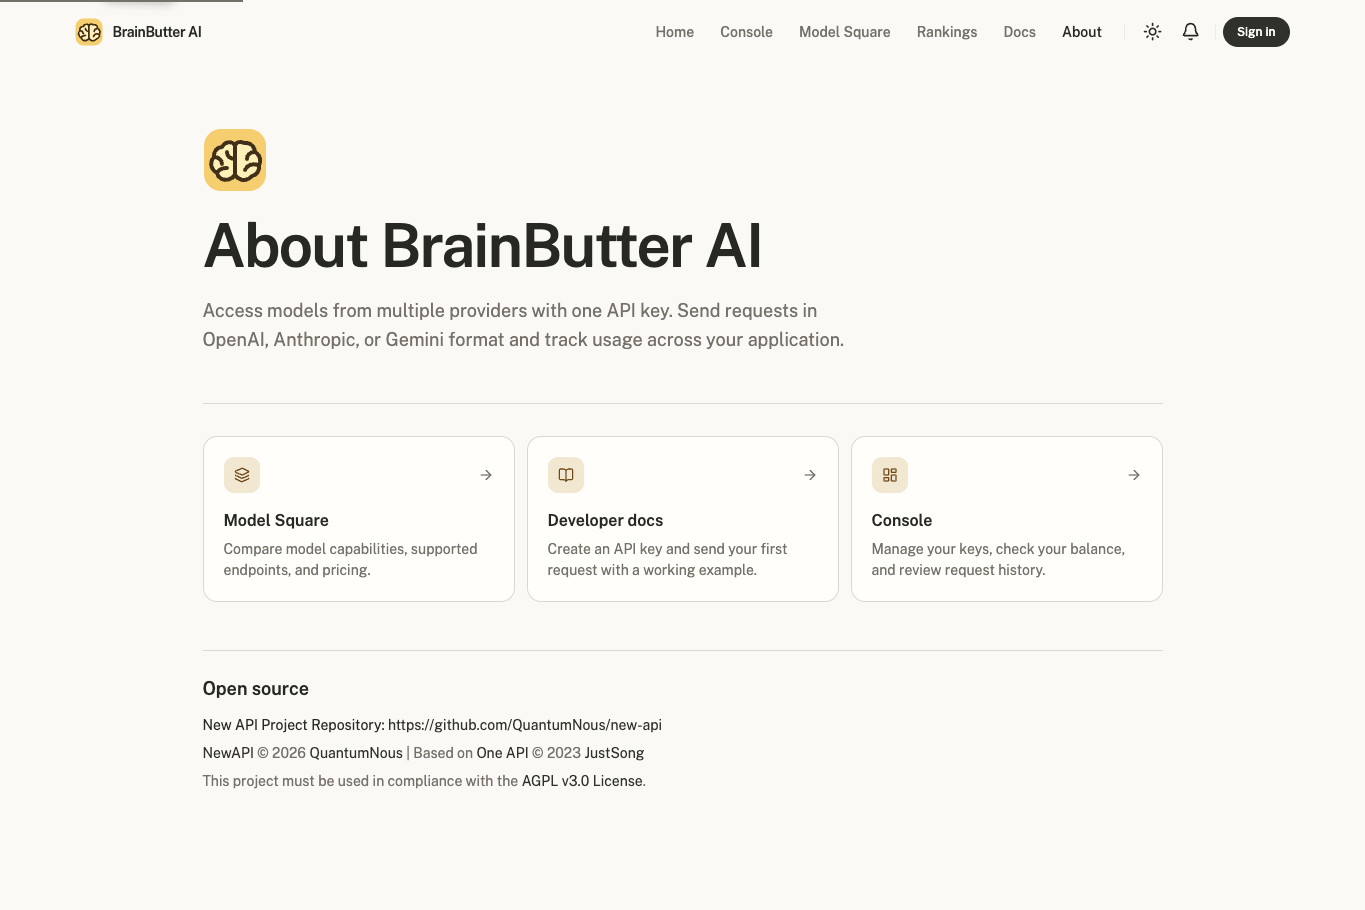 BrainButter AI
Home
Console
Model Square
Rankings
Docs
About
Sign in
About BrainButter AI
Access models from multiple providers with one API key. Send requests in
OpenAI, Anthropic, or Gemini format and track usage across your application.
Model Square
Compare model capabilities, supported
endpoints, and pricing.
Developer docs
Create an API key and send your first
request with a working example.
Console
Manage your keys, check your balance,
and review request history.
Open source
New API Project Repository: https://github.com/QuantumNous/new-api
NewAPI © 2026 QuantumNous | Based on One API © 2023 JustSong
This project must be used in compliance with the AGPL v3.0 License.